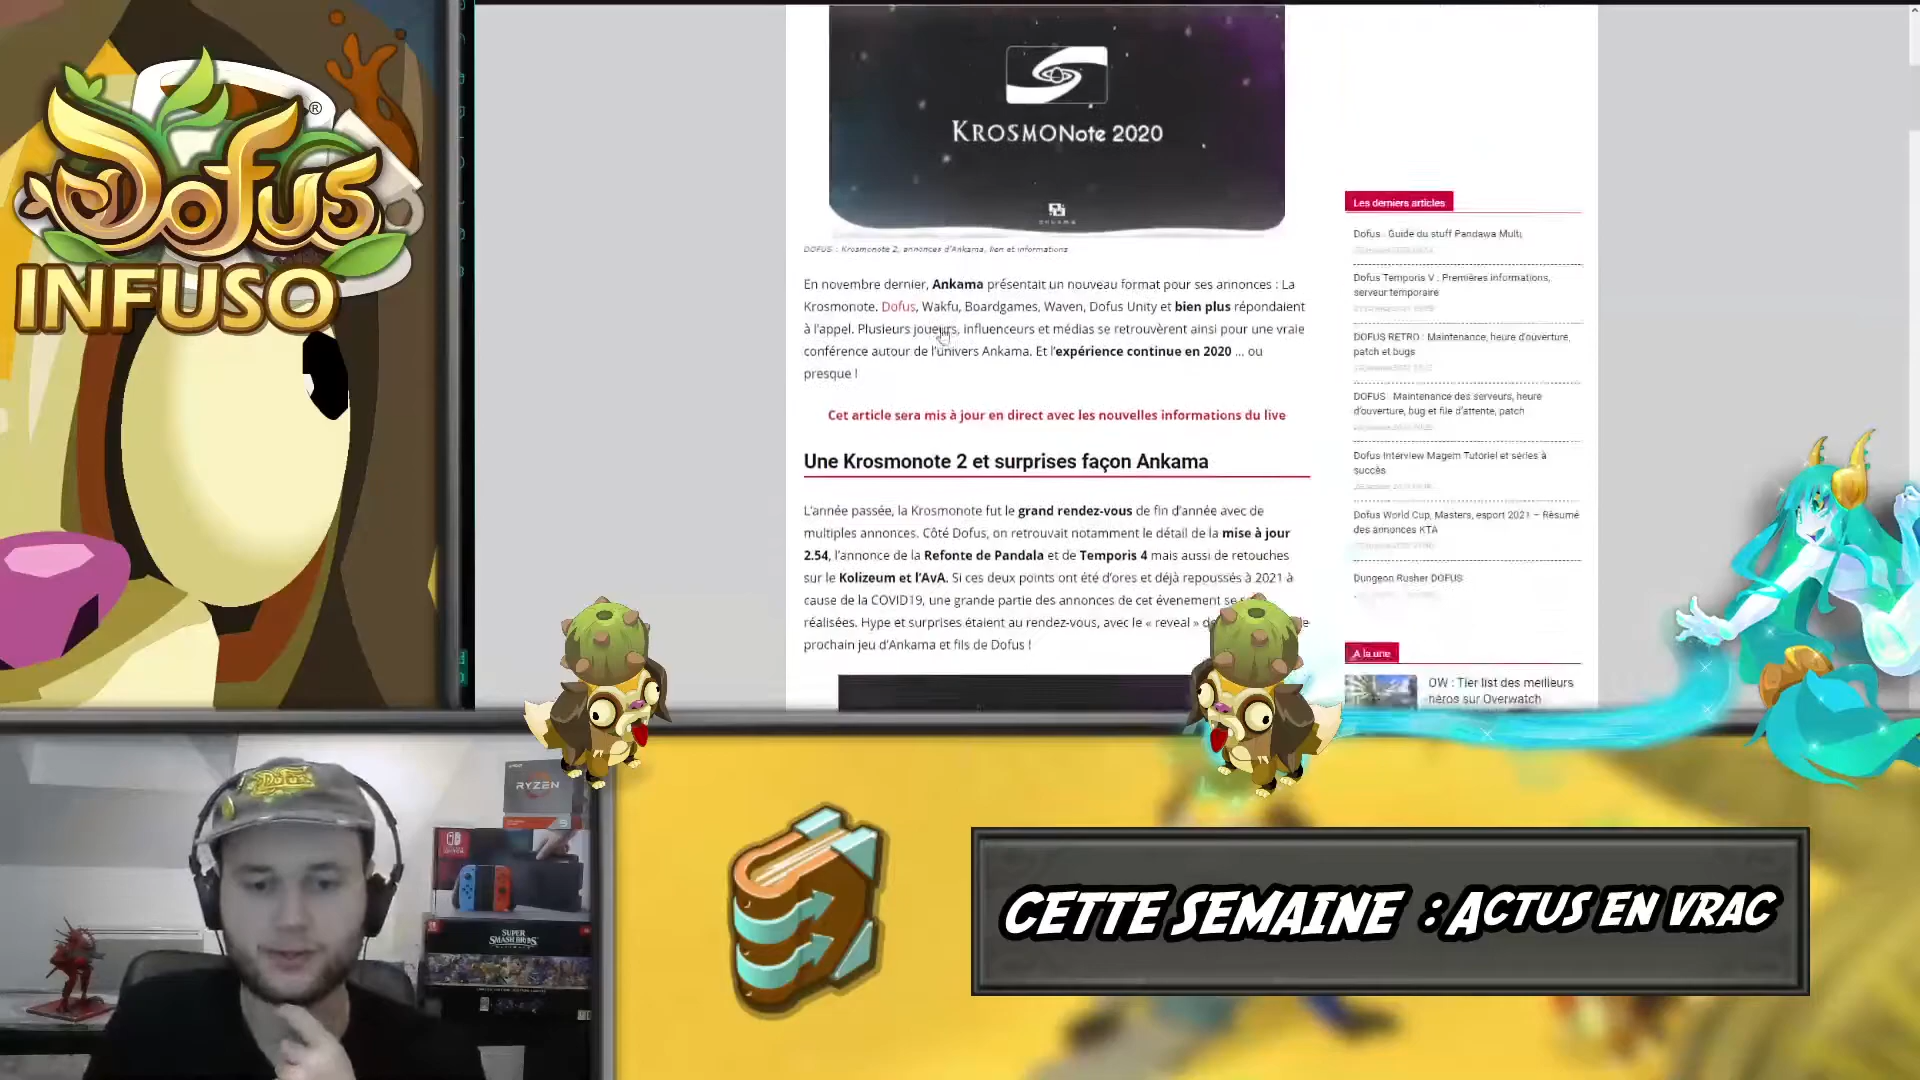 Dofus®
INFUSO
KROSMONote 2020
ANKAMA
DOFUS : Krosmonote 2, annonces d'Ankama, lien et informations
En novembre dernier, Ankama présentait un nouveau format pour ses annonces : La
Krosmonote. Dofus, Wakfu, Boardgames, Waven, Dofus Unity et bien plus répondaient
à l'appel. Plusieurs joueurs, influenceurs et médias se retrouvèrent ainsi pour une vraie
conférence autour de l'univers Ankama. Et l'expérience continue en 2020 ... ou
presque !
Cet article sera mis à jour en direct avec les nouvelles informations du live
Une Krosmonote 2 et surprises façon Ankama
L'année passée, la Krosmonote fut le grand rendez-vous de fin d'année avec de
multiples annonces. Côté Dofus, on retrouvait notamment le détail de la mise à jour
2.54, l'annonce de la Refonte de Pandala et de Temporis 4 mais aussi de retouches
sur le Kolizeum et l'AvA. Si ces deux points ont été d'ores et déjà repoussés à 2021 à
cause de la COVID19, une grande partie des annonces de cet évenement se
réalisées. Hype et surprises étaient au rendez-vous, avec le « reveal »
prochain jeu d'Ankama et fils de Dofus !
Les derniers articles
Dofus : Guide du stuff Pandawa Multi
Dofus Temporis V : Premières informations,
serveur temporaire
DOFUS RETRO : Maintenance, heure d'ouverture,
patch et bugs
DOFUS : Maintenance des serveurs, heure
d'ouverture, bug et file d'attente, patch
Dofus Interview Magem Tutoriel et séries à
succès
Dofus World Cup, Masters, esport 2021 – Résumé
des annonces KTA
Dungeon Rusher DOFUS
A la une
OW : Tier list des meilleurs
héros sur Overwatch
Dofus
RYZEN
SUPER
SMASH BROS
CETTE SEMAINE : ACTUS EN VRAC